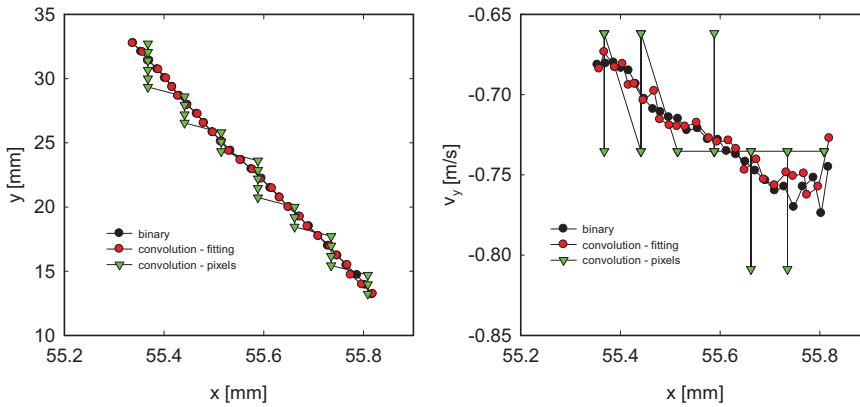 35
30
25
20
15
10
y [mm]
binary
convolution - fitting
convolution - pixels
55.2
55.4
55.6
55.8
x [mm]
-0.65
-0.70
-0.75
-0.80
-0.85
v_y [m/s]
binary
convolution - fitting
convolution - pixels
55.2
55.4
55.6
55.8
x [mm]